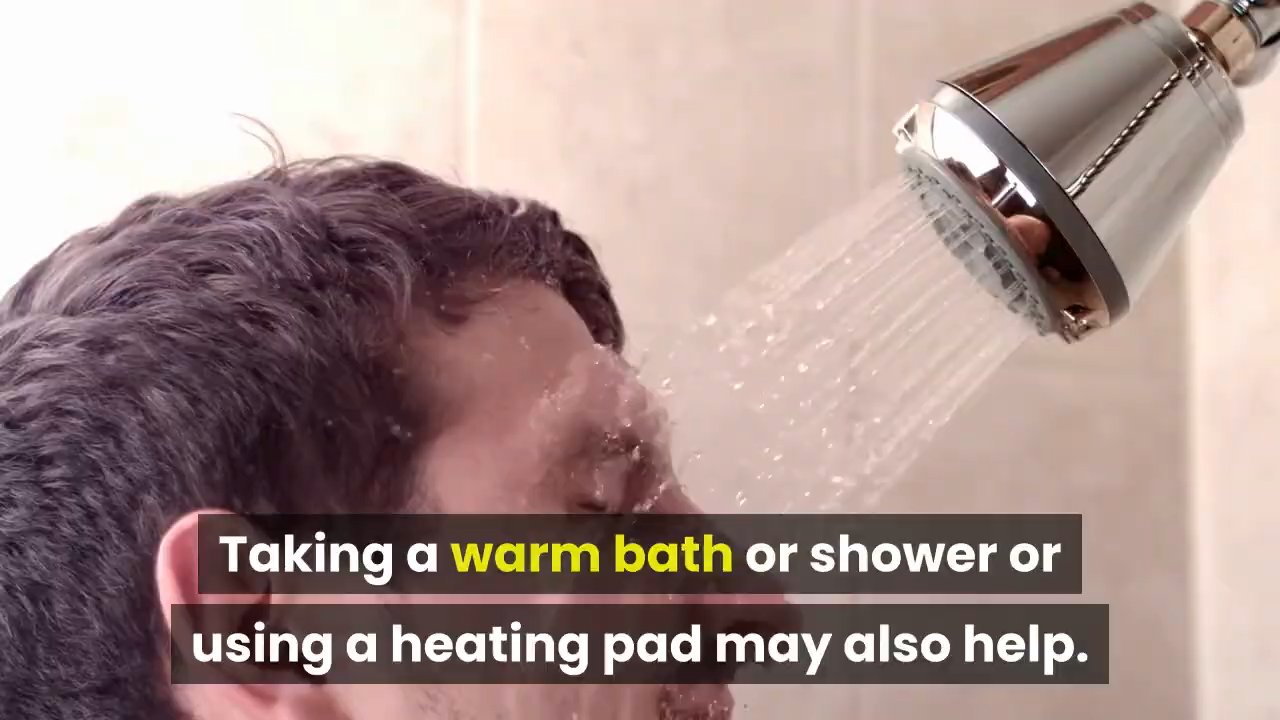 Taking a warm bath or shower or
using a heating pad may also help.